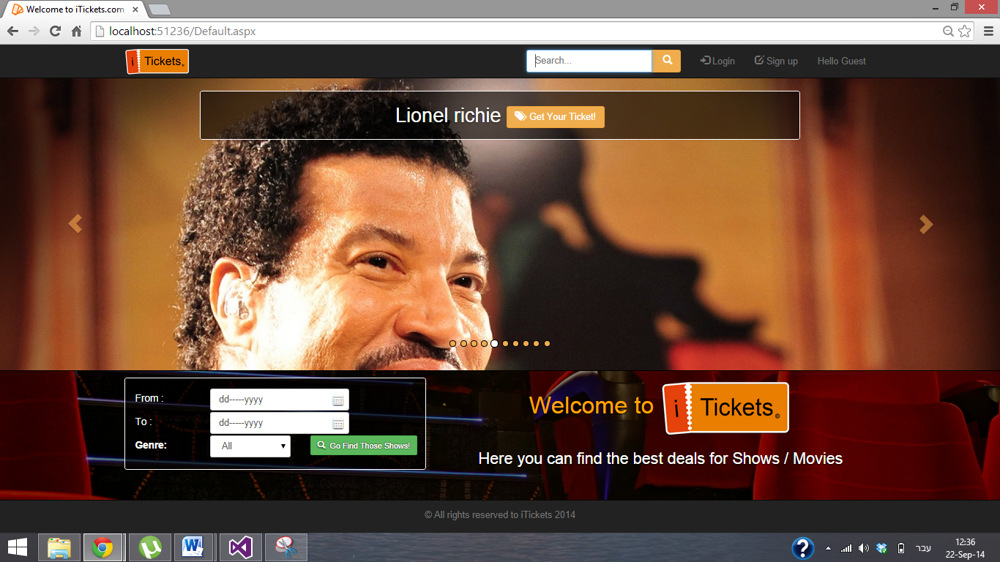 Welcome to iTickets.com
localhost:51236/Default.aspx
i Tickets
Search...
Login
Sign up
Hello Guest
Lionel richie
Get Your Ticket!
From :
dd-----yyyy
To :
dd-----yyyy
Genre:
All
Go Find Those Shows!
Welcome to
i Tickets ©
Here you can find the best deals for Shows / Movies
© All rights reserved to iTickets 2014
עבר
12:36
22-Sep-14